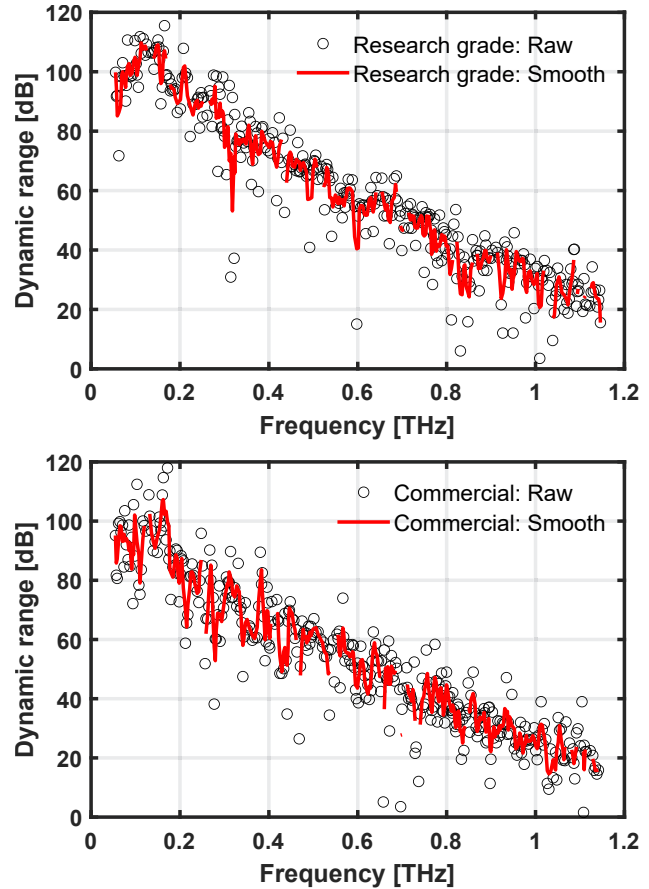 120
100
80
60
40
20
0
Dynamic range [dB]
Research grade: Raw
Research grade: Smooth
0 0.2 0.4 0.6 0.8 1 1.2
Frequency [THz]
120
100
80
60
40
20
0
Dynamic range [dB]
Commercial: Raw
Commercial: Smooth
0 0.2 0.4 0.6 0.8 1 1.2
Frequency [THz]